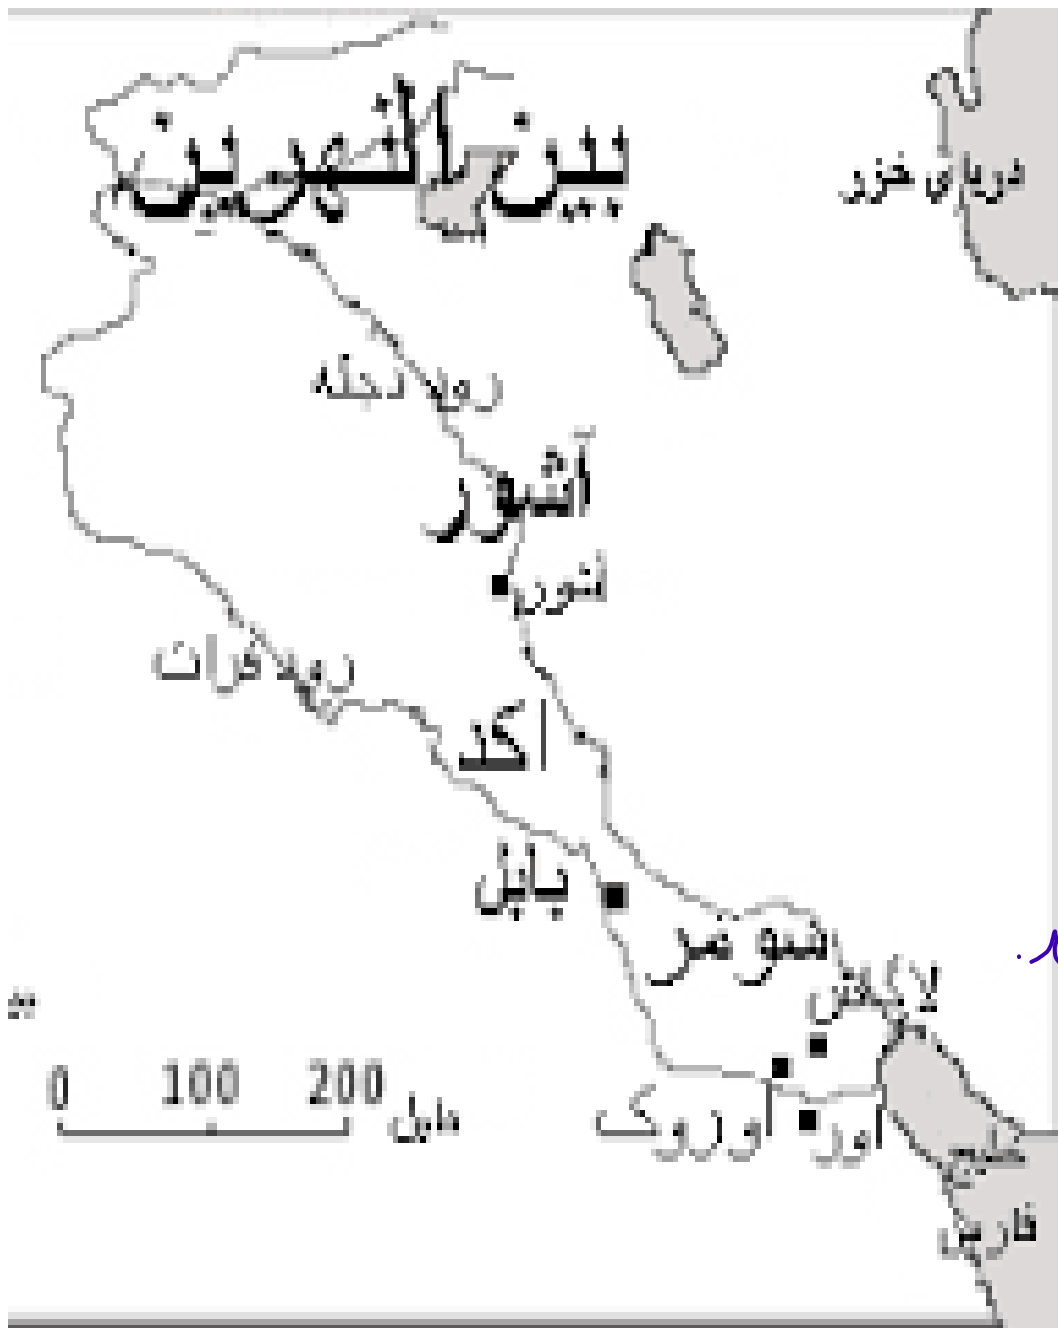 بین النهرین
دریای خزر
رود دجله
آشور
رود فرات
اکد
بابل
سومر
لاگاش
0 100 200 مایل
اوروک
اور
خلیج
فارس